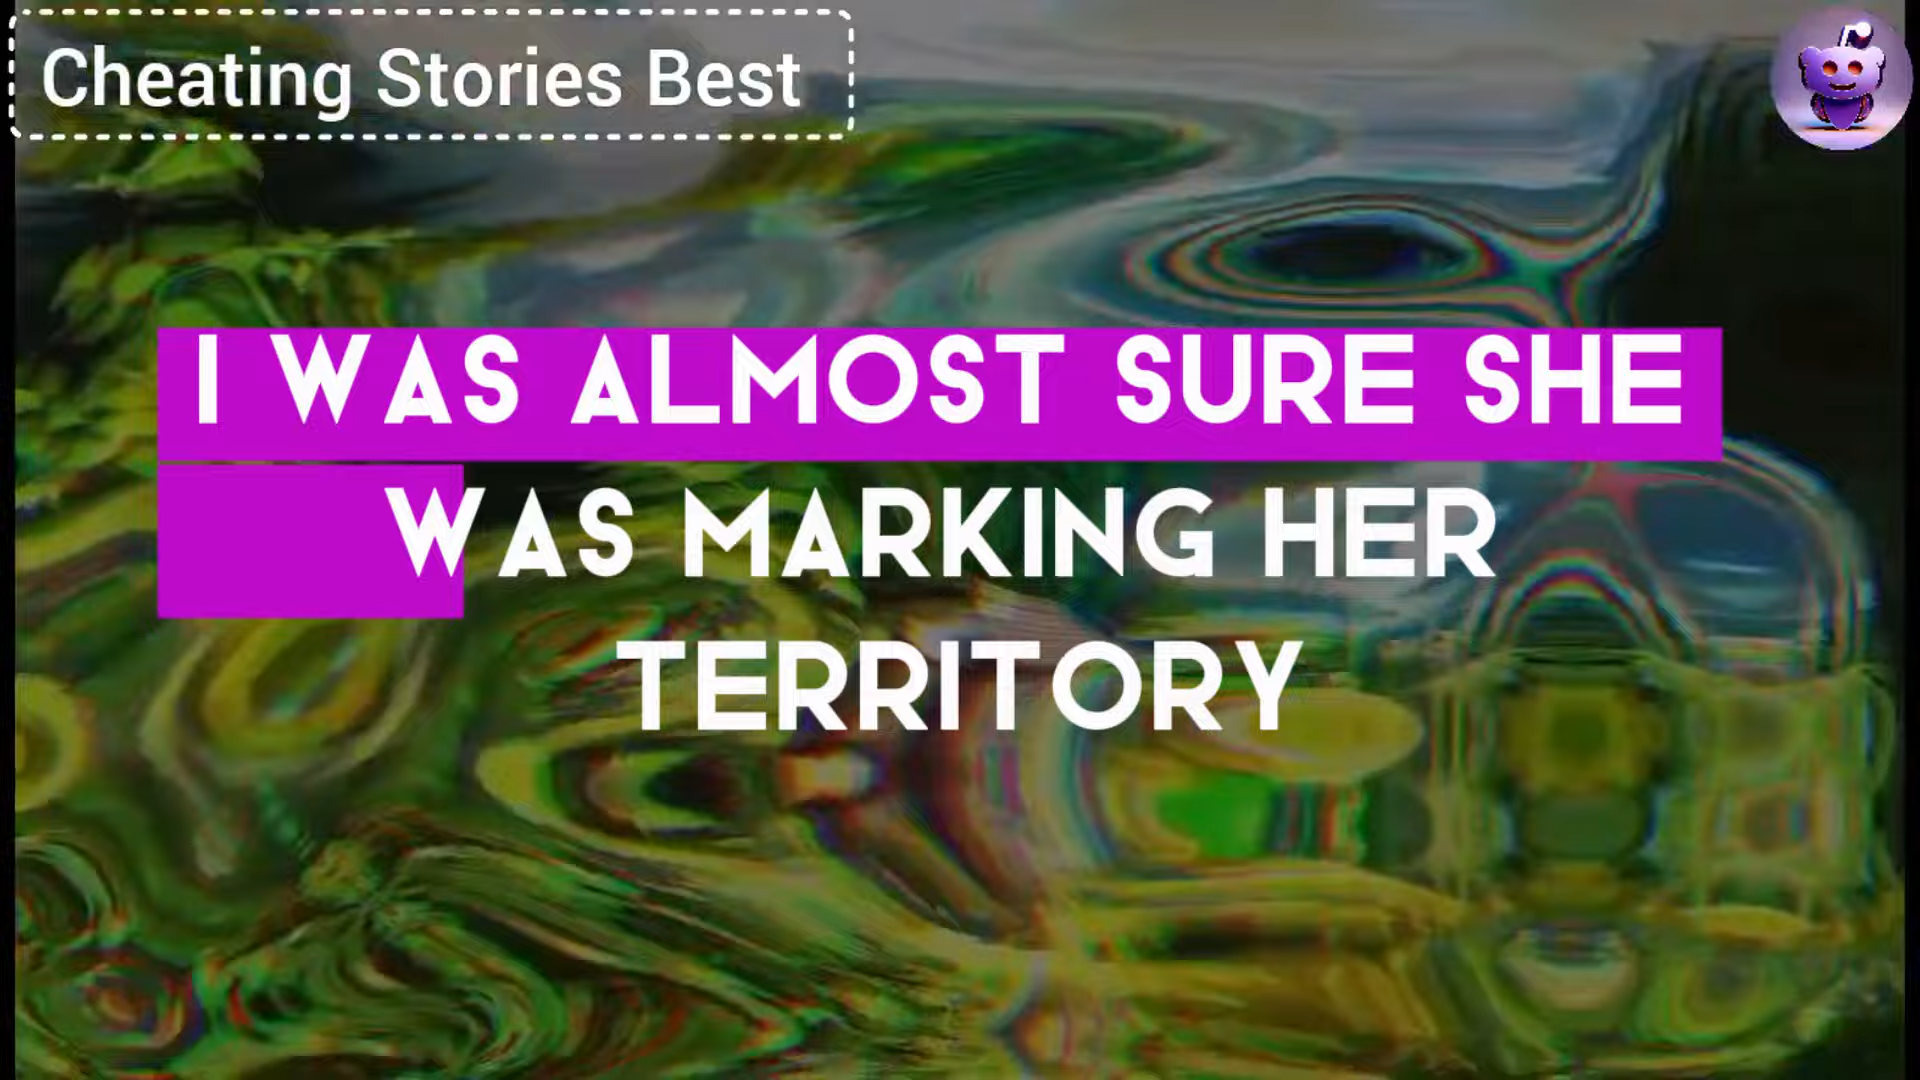 Cheating Stories Best
I WAS ALMOST SURE SHE
WAS MARKING HER
TERRITORY